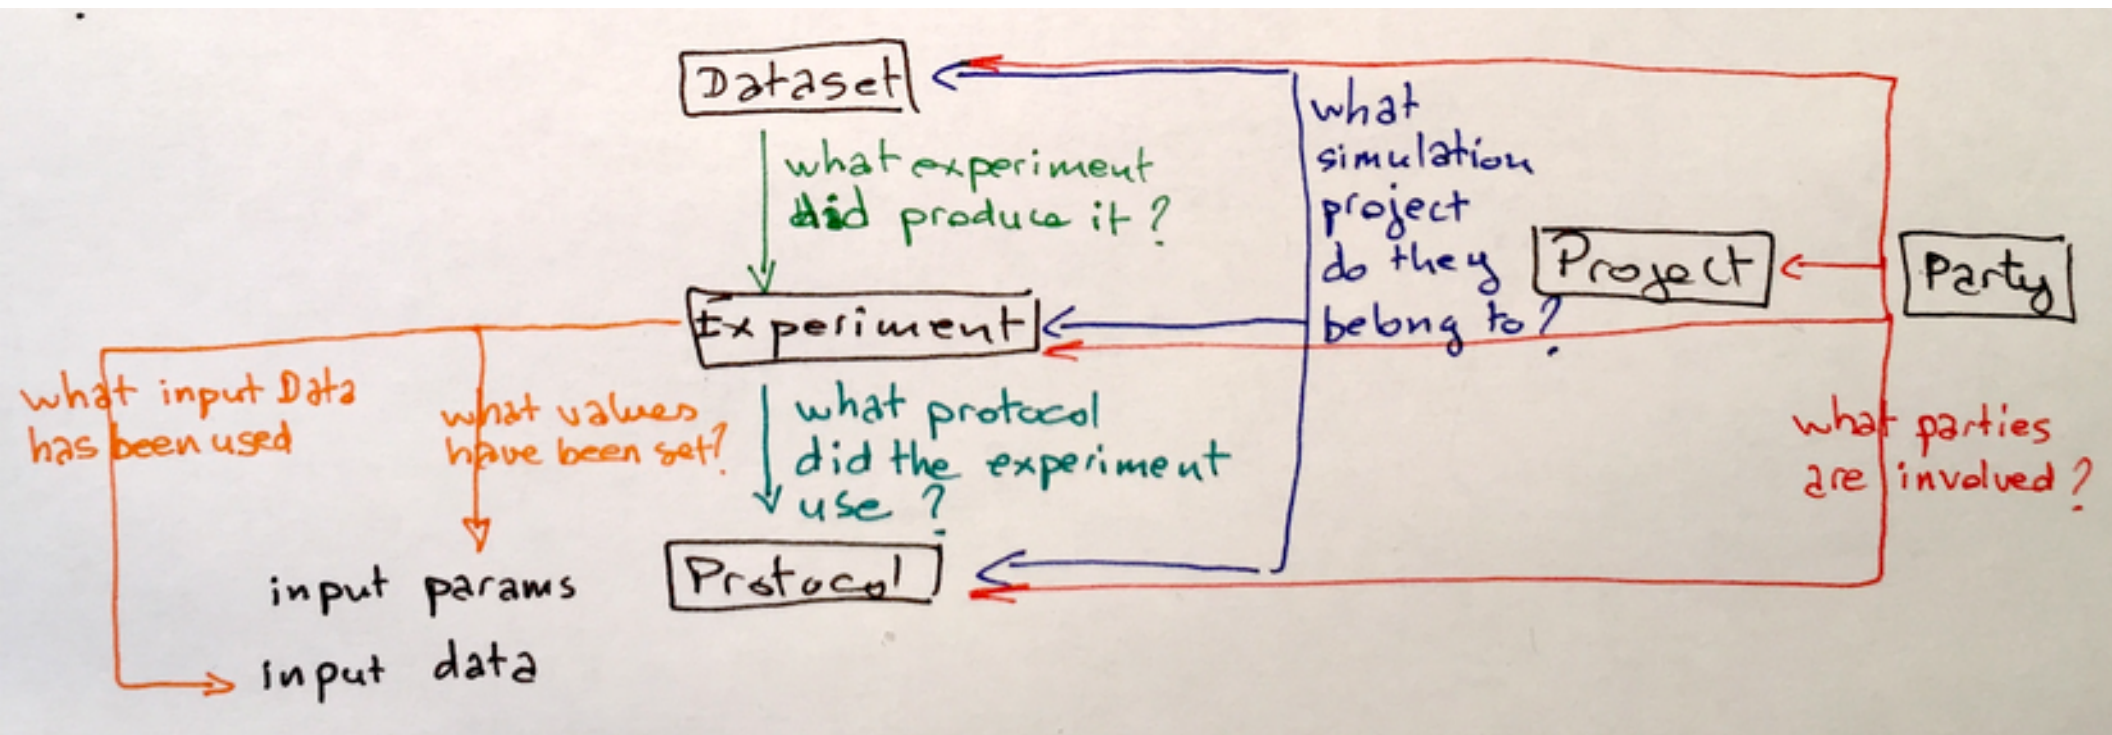 Dataset
what experiment
did produce it?
what
simulation
project
do they
belong to?
Project
Party
Experiment
what input Data
has been used
what values
have been set?
what protocol
did the experiment
use?
what parties
are involved?
Protocol
input params
input data